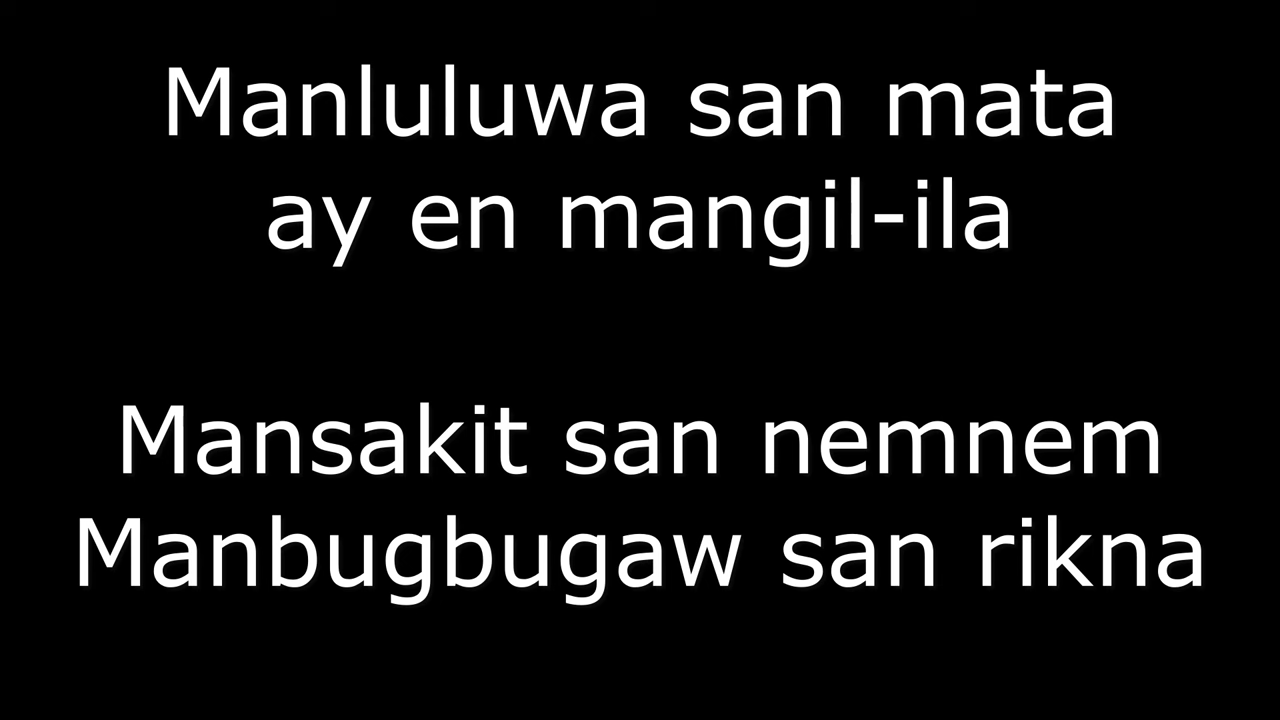 Manluluwa san mata
ay en mangil-ila
Mansakit san nemnem
Manbugbugaw san rikna